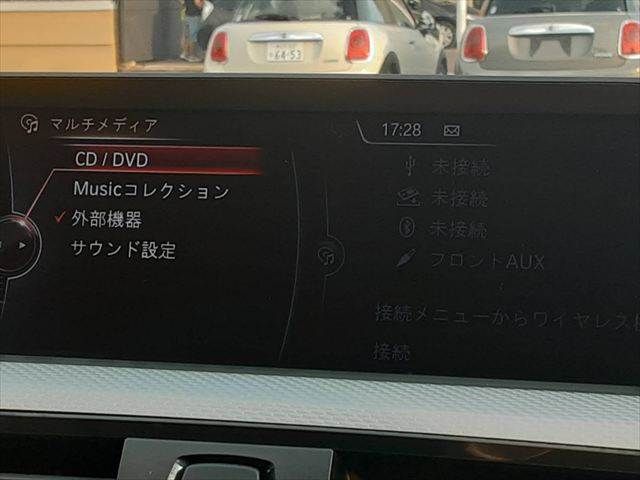 64-53
マルチメディア
17:28
CD / DVD
Musicコレクション
外部機器
サウンド設定
未接続
未接続
未接続
フロントAUX
接続メニューからワイヤレス
接続